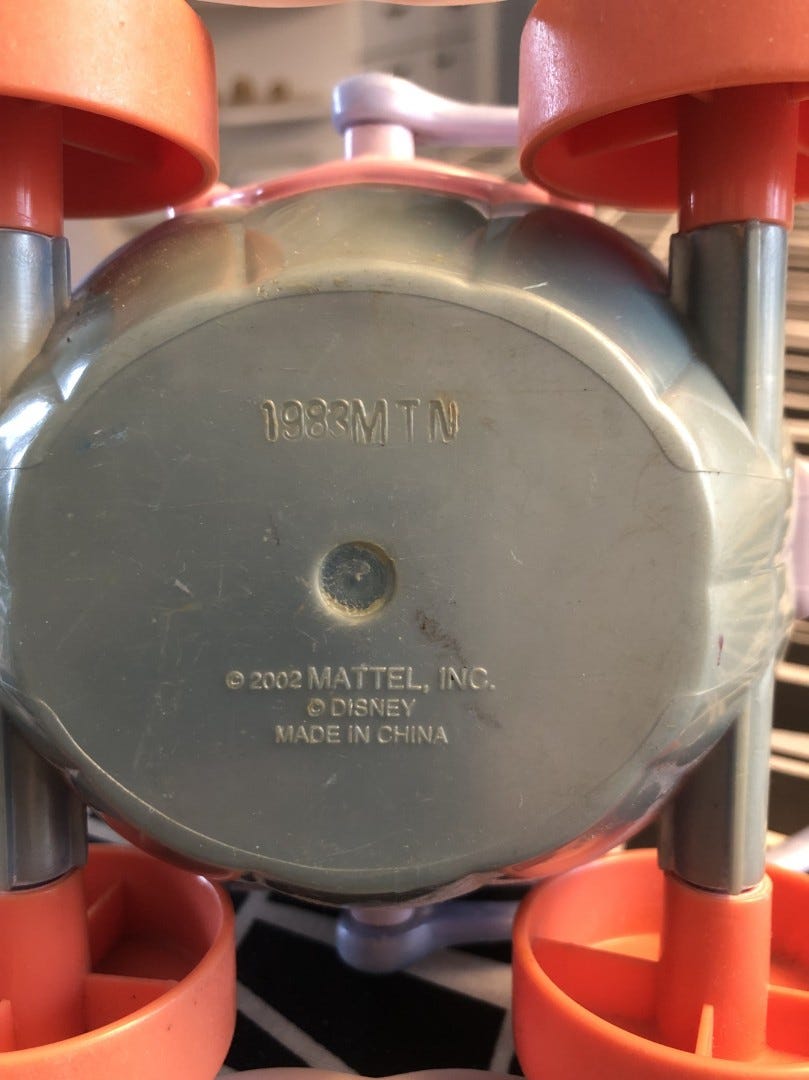 1983MTN
© 2002 MATTEL, INC.
© DISNEY
MADE IN CHINA